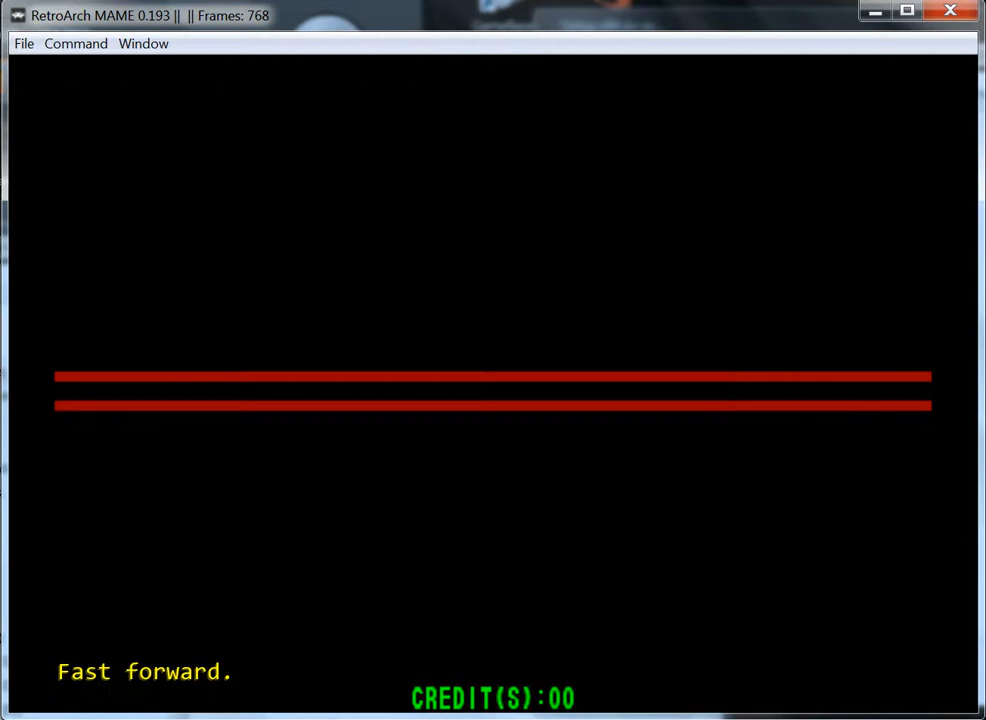 RetroArch MAME 0.193 || || Frames: 768
File Command Window
Fast forward.
CREDIT(S):00